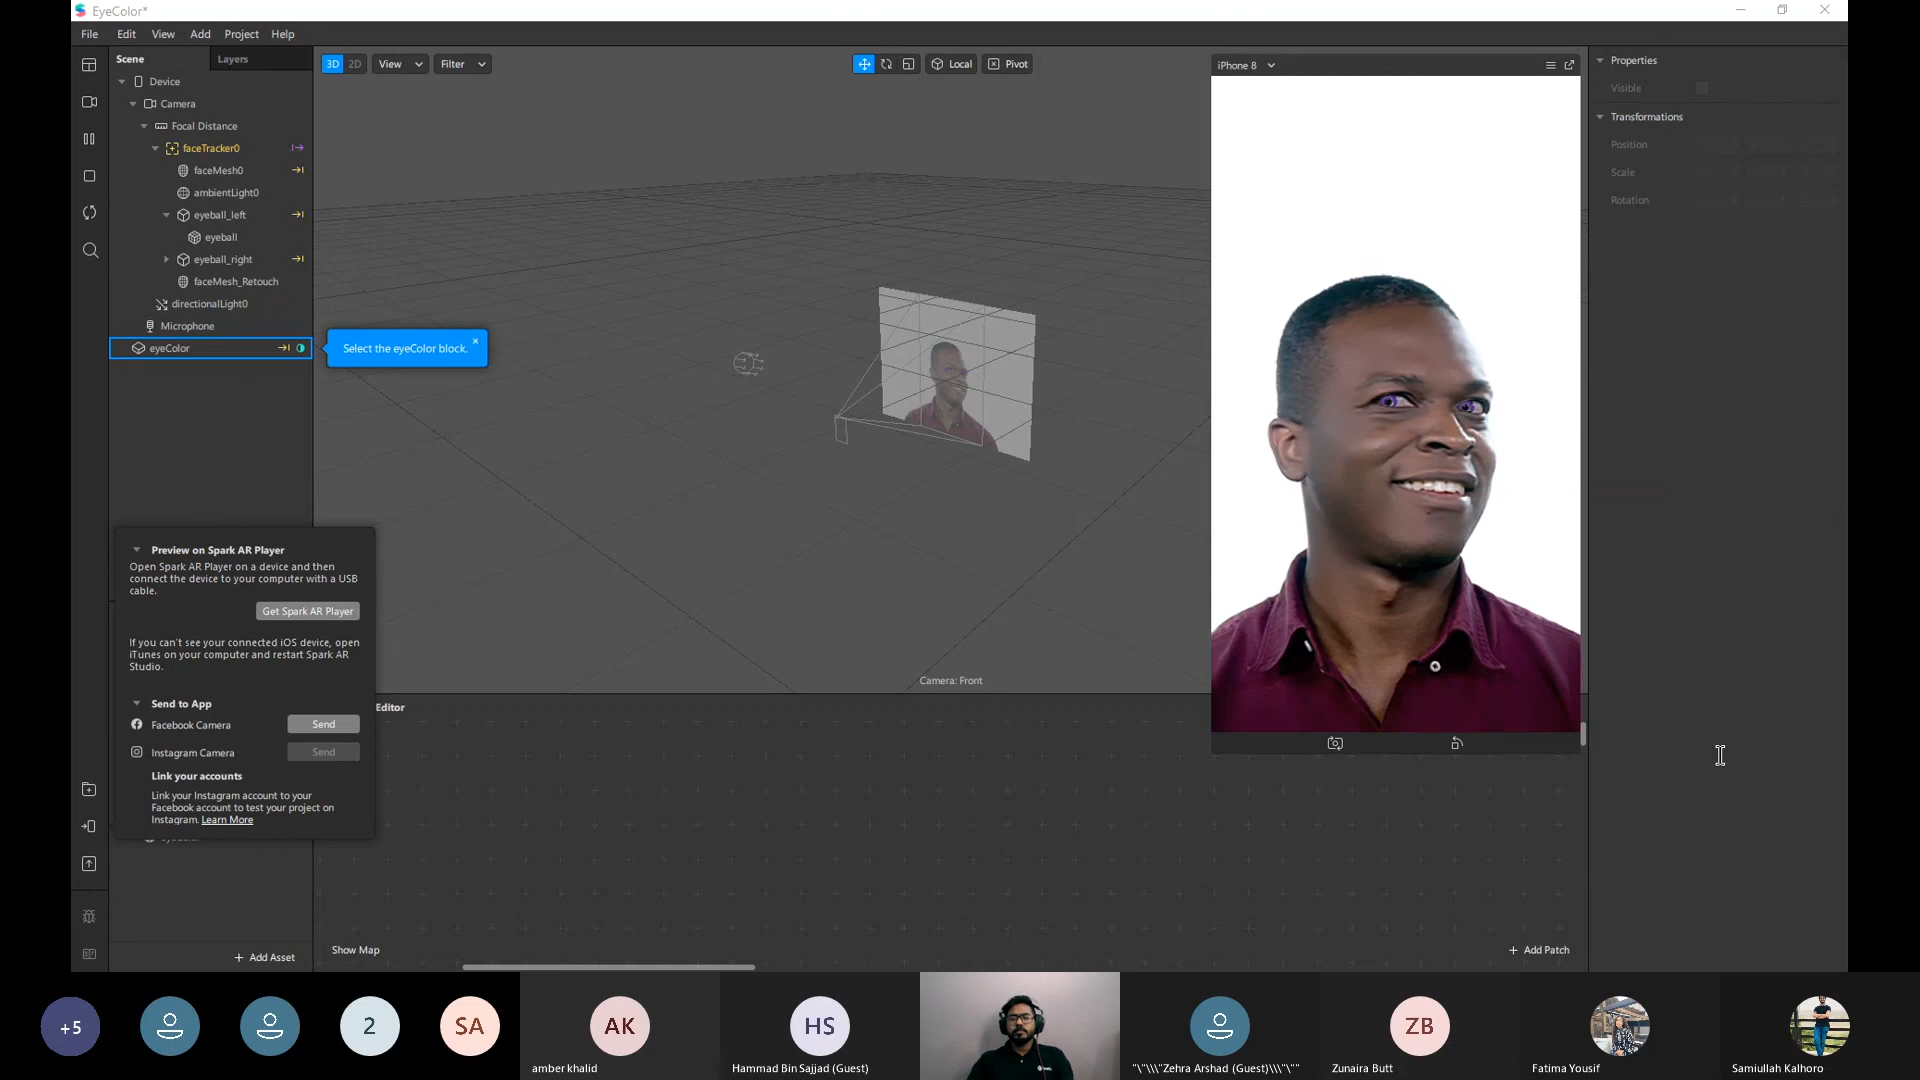 EyeColor*
File Edit View Add Project Help
Scene Layers
Device
Camera
Focal Distance
faceTracker0
faceMesh0
ambientLight0
eyeball_left
eyeball
eyeball_right
faceMesh_Retouch
directionalLight0
Microphone
eyeColor
Select the eyeColor block.
3D 2D View Filter
Local Pivot
iPhone 8
Properties
Visible
Transformations
Position
Scale
Rotation
Camera: Front
Preview on Spark AR Player
Open Spark AR Player on a device and then
connect the device to your computer with a USB
cable.
Get Spark AR Player
If you can't see your connected iOS device, open
iTunes on your computer and restart Spark AR
Studio.
Send to App
Facebook Camera Send
Instagram Camera Send
Link your accounts
Link your Instagram account to your
Facebook account to test your project on
Instagram. Learn More
Editor
+ Add Asset
Show Map
+ Add Patch
+5
2
SA
AK
amber khalid
HS
Hammad Bin Sajjad (Guest)
"\"\\\"Zehra Arshad (Guest)\\\"\""
ZB
Zunaira Butt
Fatima Yousif
Samiullah Kalhoro